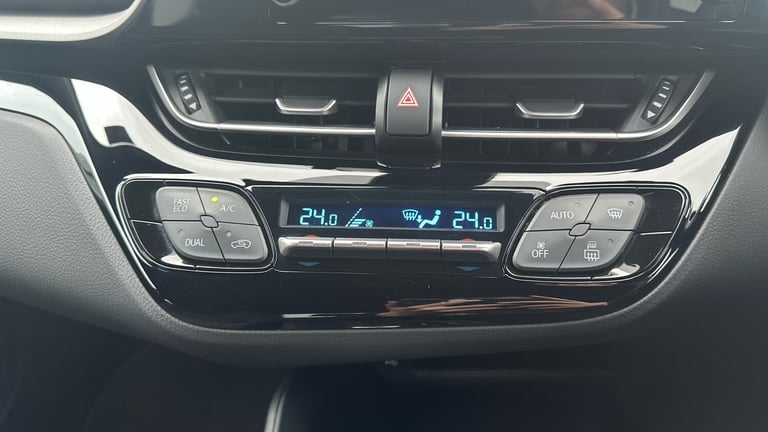 FAST ECO A/C
24.0 24.0
AUTO
DUAL
OFF